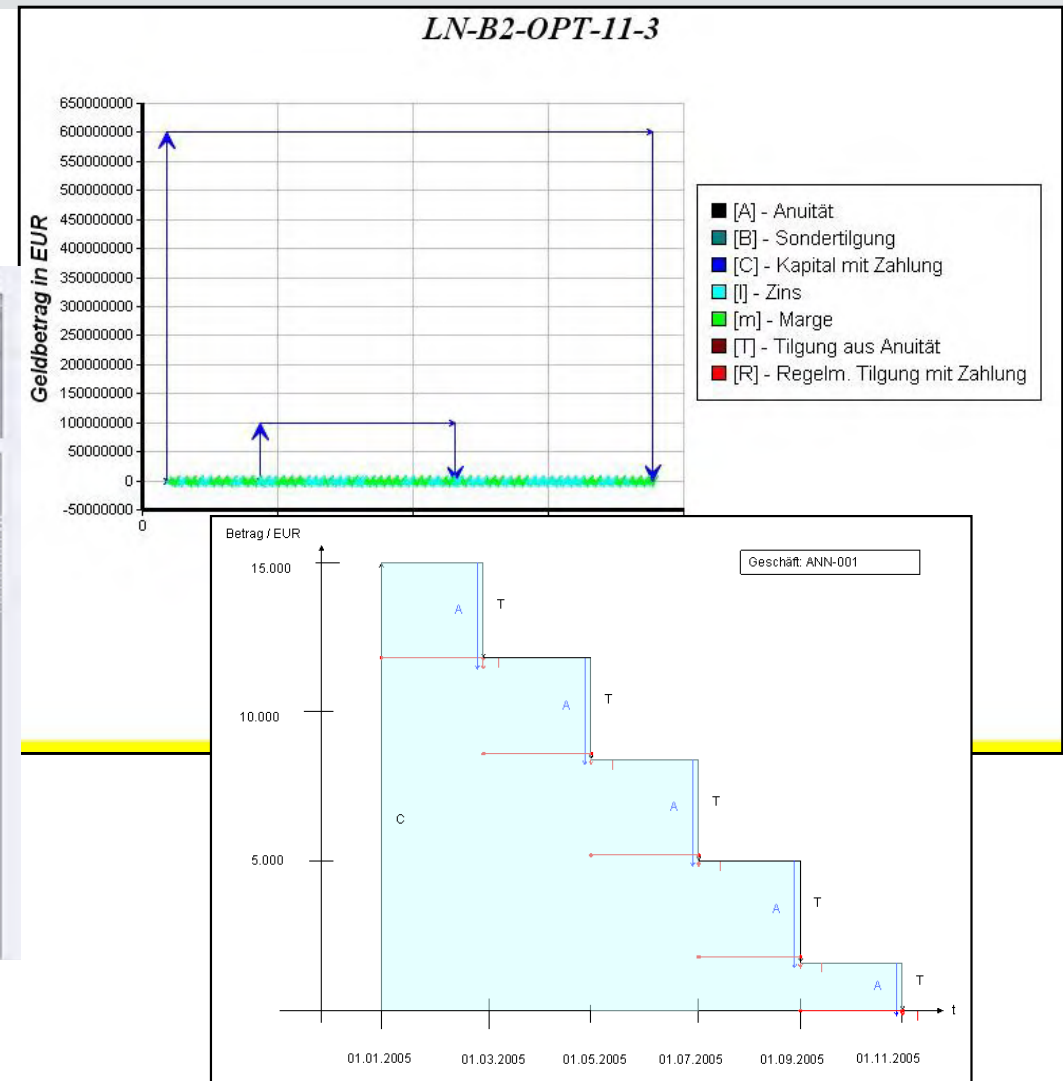 LN-B2-OPT-11-3
Geldbetrag in EUR
650000000
600000000
550000000
500000000
450000000
400000000
350000000
300000000
250000000
200000000
150000000
100000000
50000000
0
-50000000
0
[A] - Anuität
[B] - Sondertilgung
[C] - Kapital mit Zahlung
[I] - Zins
[m] - Marge
[T] - Tilgung aus Anuität
[R] - Regelm. Tilgung mit Zahlung
Betrag / EUR
Geschäft: ANN-001
15.000
A T
I
10.000
A T
I
C
A T
I
5.000
A T
I
A T
t
I
01.01.2005 01.03.2005 01.05.2005 01.07.2005 01.09.2005 01.11.2005